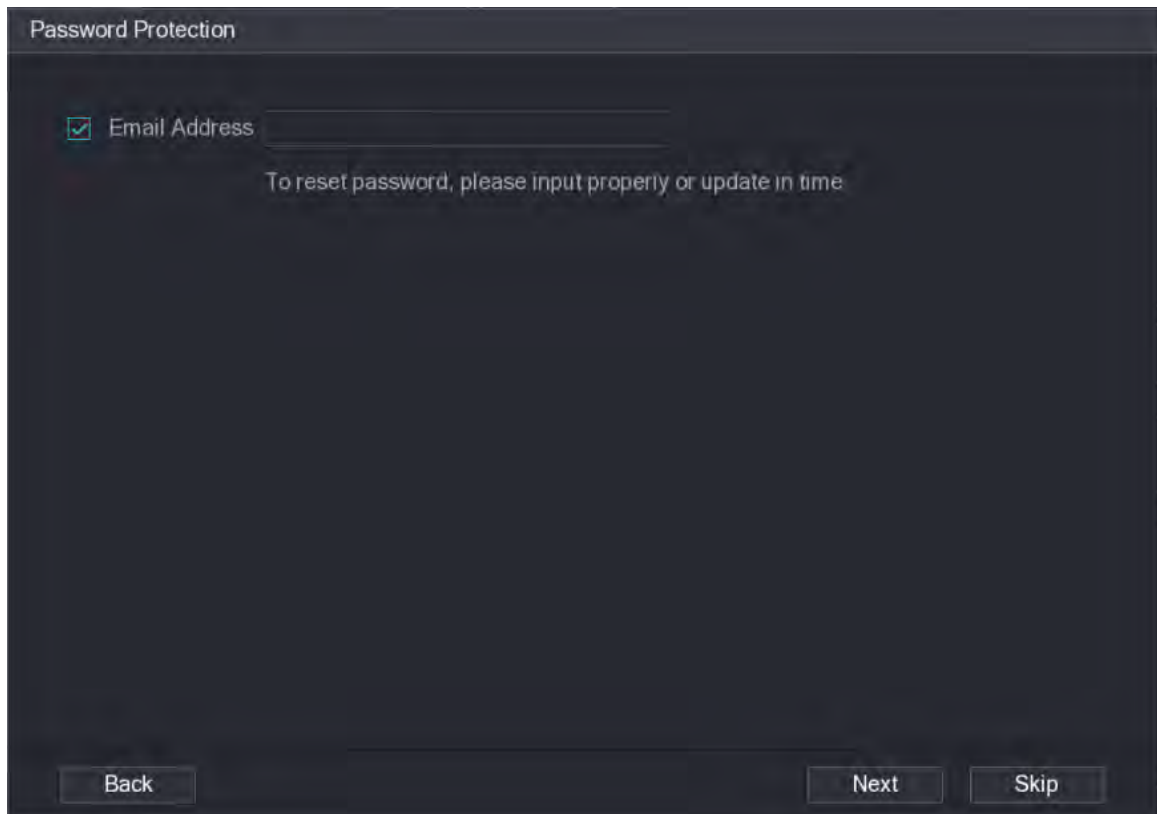 Password Protection
Email Address
To reset password, please input properly or update in time
Back Next Skip